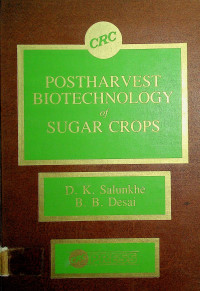 CRC
POSTHARVEST
BIOTECHNOLOGY
of
SUGAR CROPS
D. K. Salunkhe
B. B. Desai